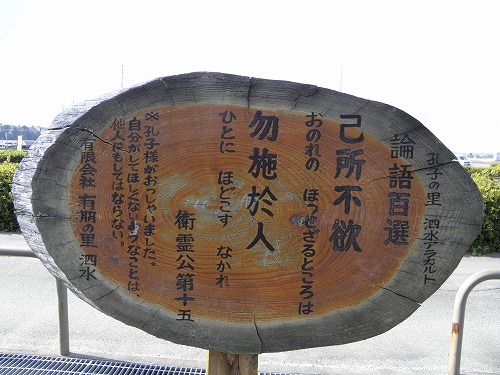 孔子の里 泗水アラカルト
論語百選
己所不欲
おのれの ほっせざるところは
勿施於人
ひとに ほどこす なかれ
衛霊公第十五
※孔子様がおっしゃいました。
自分がしてほしくないようなことは、
他人にもしてはならない。
有限会社 有朋の里 泗水